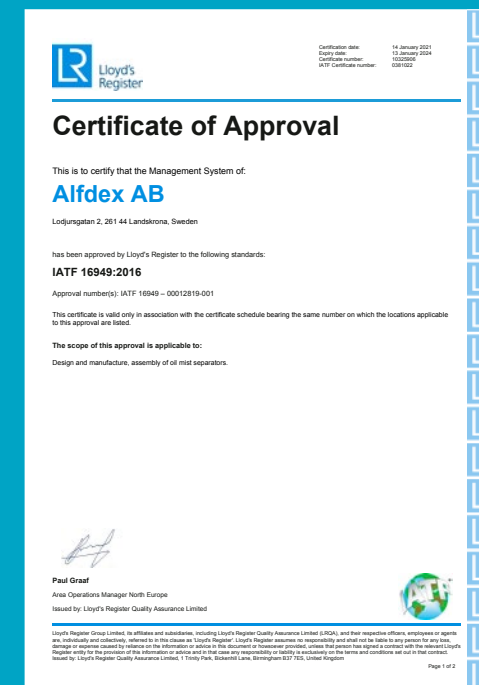 LR
Lloyd's
Register
Certification date: 14 January 2021
Expiry date: 13 January 2024
Certificate number: 10325906
IATF Certificate number: 0381022
Certificate of Approval
This is to certify that the Management System of:
Alfdex AB
Lodjursgatan 2, 261 44 Landskrona, Sweden
has been approved by Lloyd's Register to the following standards:
IATF 16949:2016
Approval number(s): IATF 16949 – 00012819-001
This certificate is valid only in association with the certificate schedule bearing the same number on which the locations applicable
to this approval are listed.
The scope of this approval is applicable to:
Design and manufacture, assembly of oil mist separators.
Paul Graaf
Area Operations Manager North Europe
Issued by: Lloyd's Register Quality Assurance Limited
IATF
Lloyd's Register Group Limited, its affiliates and subsidiaries, including Lloyd's Register Quality Assurance Limited (LRQA), and their respective officers, employees or agents
are, individually and collectively, referred to in this clause as 'Lloyd's Register'. Lloyd's Register assumes no responsibility and shall not be liable to any person for any loss,
damage or expense caused by reliance on the information or advice in this document or howsoever provided, unless that person has signed a contract with the relevant Lloyd's
Register entity for the provision of this information or advice and in that case any responsibility or liability is exclusively on the terms and conditions set out in that contract.
Issued by: Lloyd's Register Quality Assurance Limited, 1 Trinity Park, Bickenhill Lane, Birmingham B37 7ES, United Kingdom
Page 1 of 2